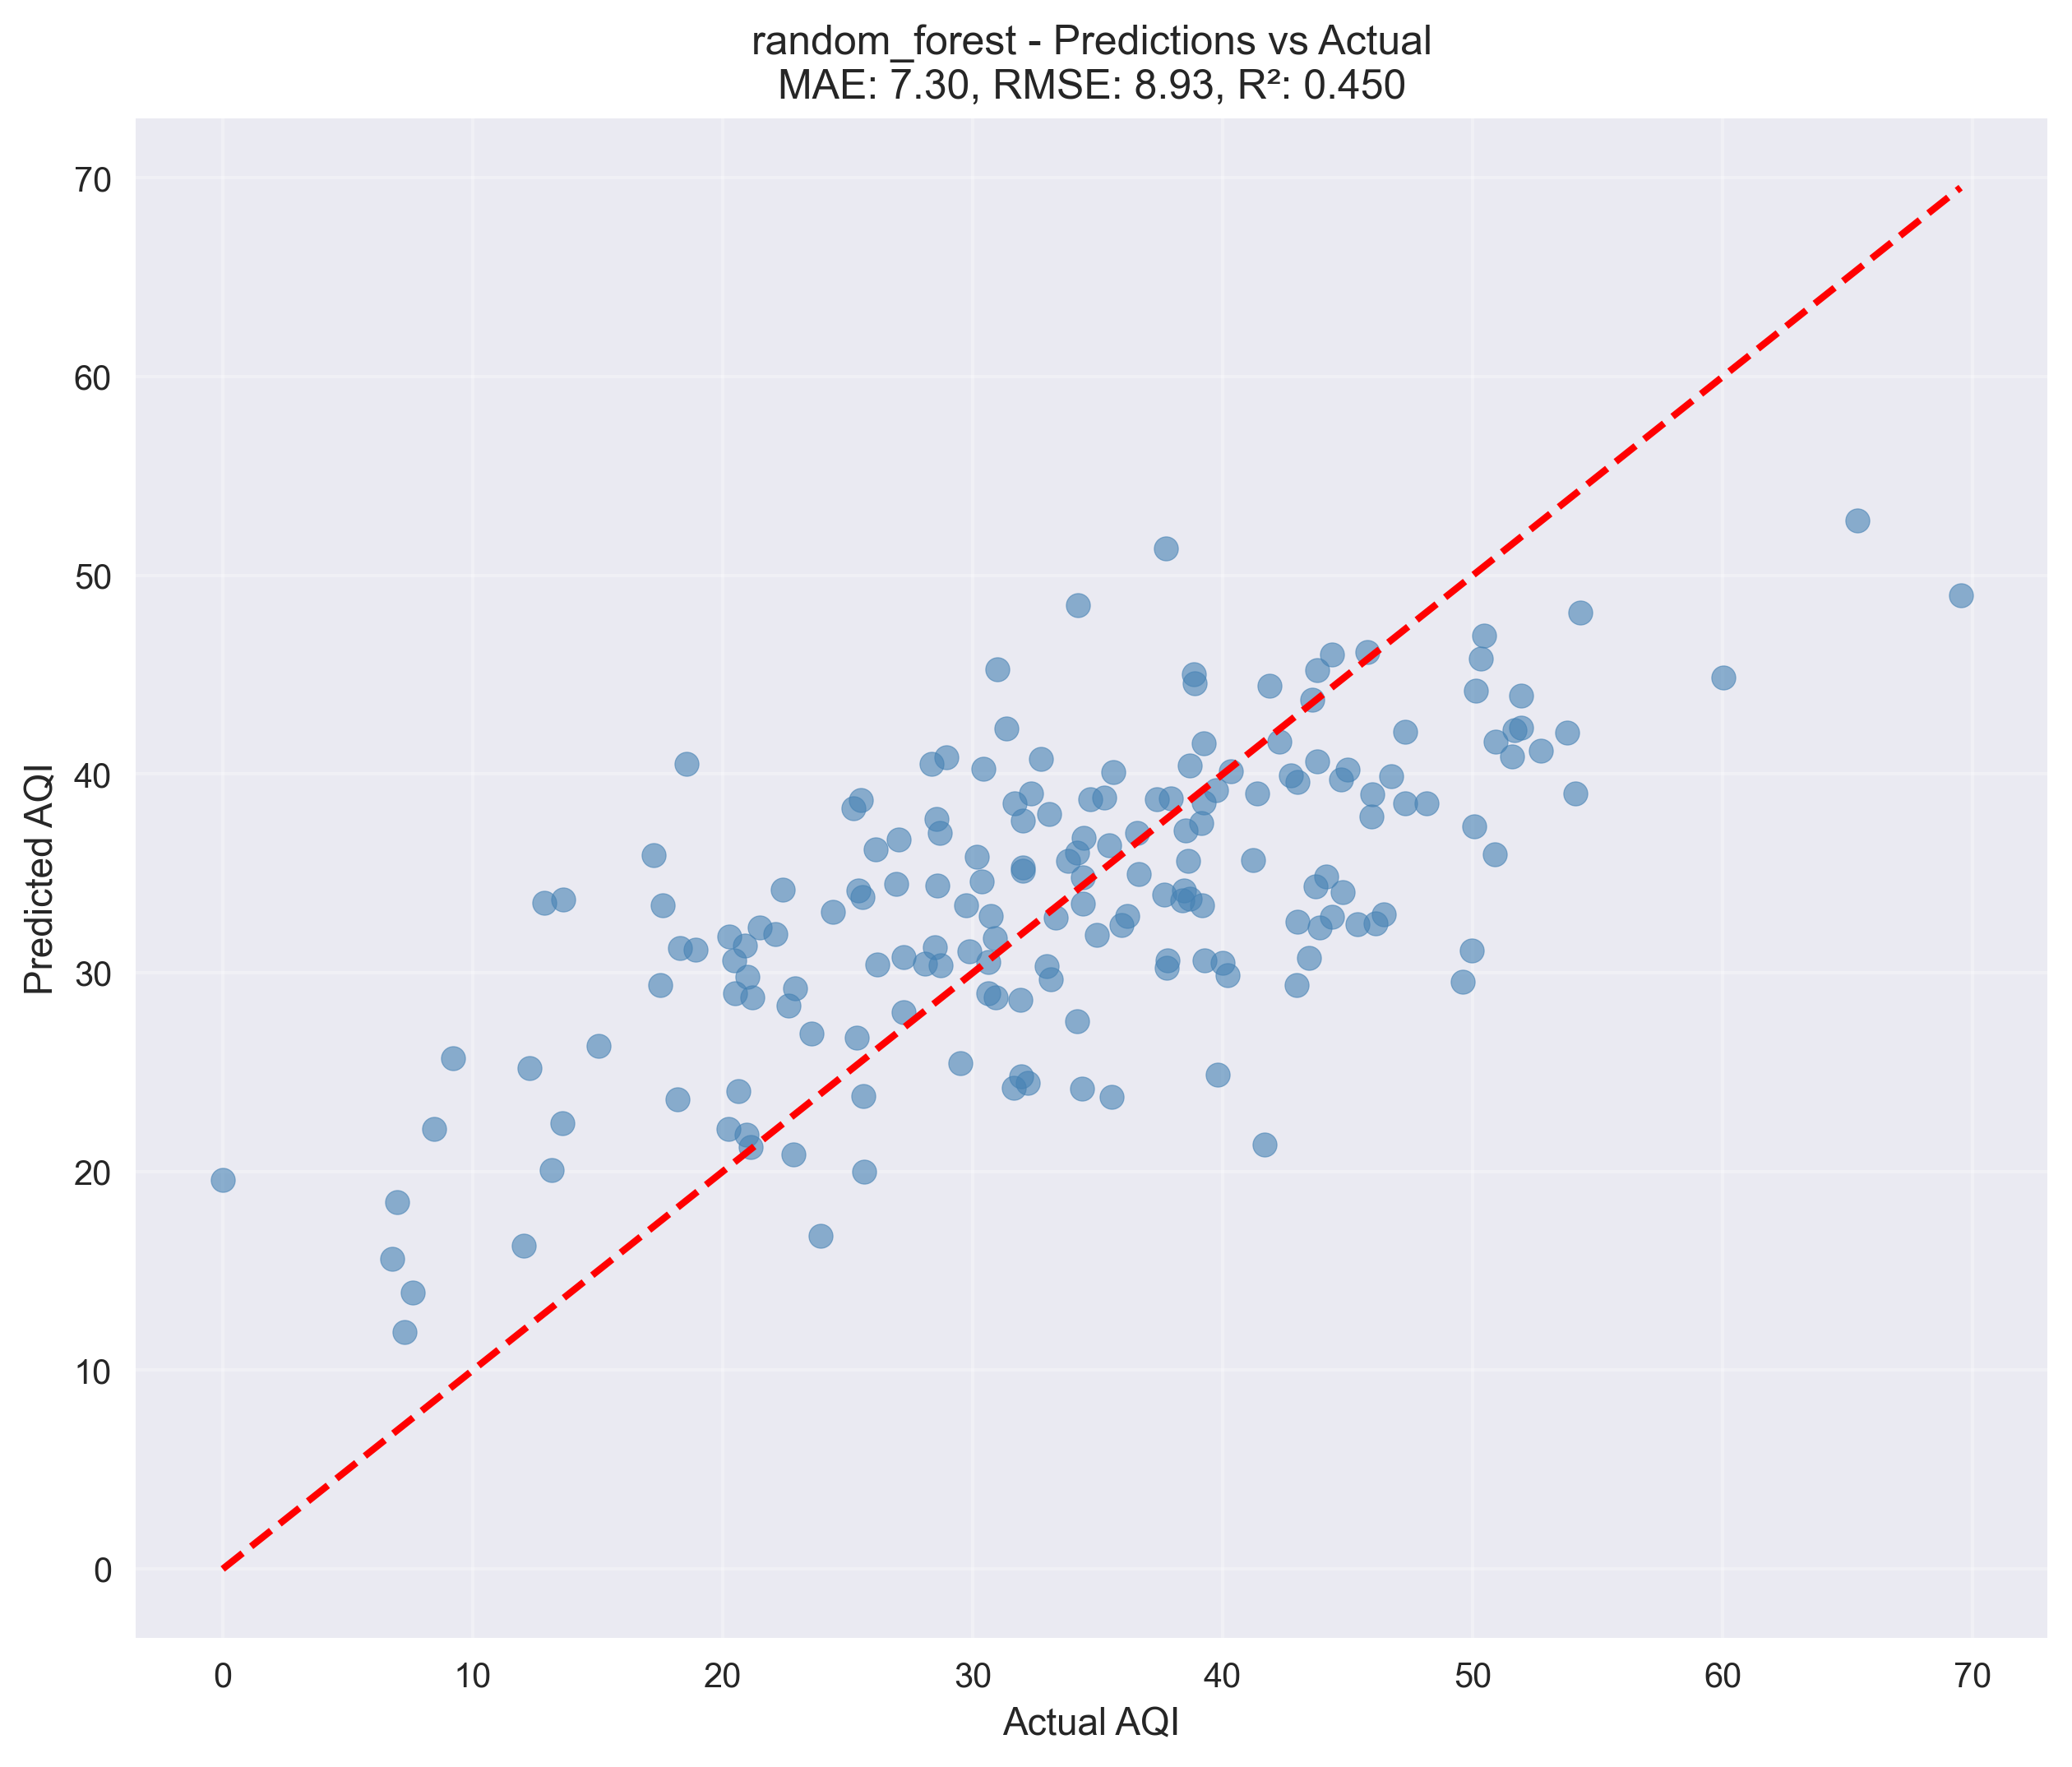 random_forest - Predictions vs Actual
MAE: 7.30, RMSE: 8.93, R²: 0.450
70
60
50
40
30
20
10
0
Predicted AQI
0 10 20 30 40 50 60 70
Actual AQI